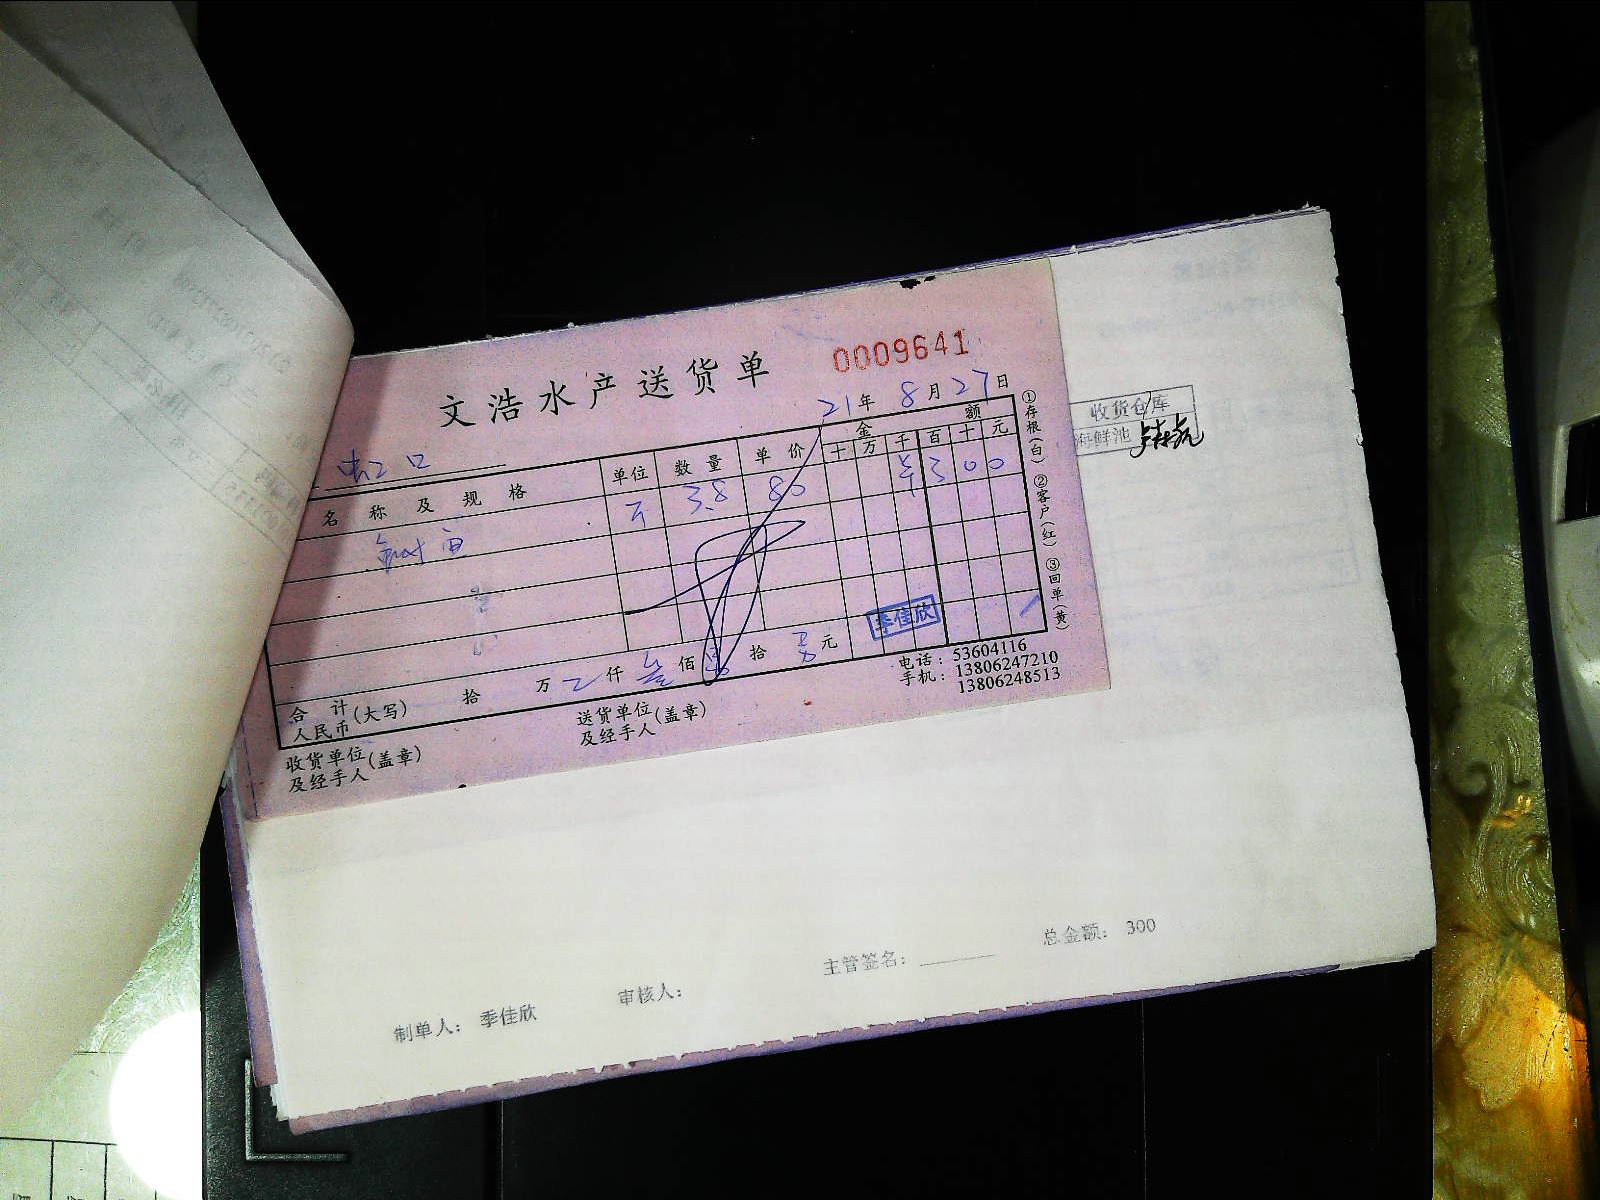 文浩水产送货单
0009641
21年8月27日
名称及规格 单位 数量 单价 金额
十 万 千 百 十 元
斤 3.8 80 ¥300
季佳欣
合计
人民币(大写) 拾 万 仟叁佰 拾 元
收货单位
及经手人(盖章)
送货单位
及经手人(盖章)
电话：53604116
手机：13806247210
13806248513
①存根(白) ②客户(红) ③回单(黄)
收货仓库
海鲜池
总金额： 300
主管签名：
审核人：
制单人： 季佳欣